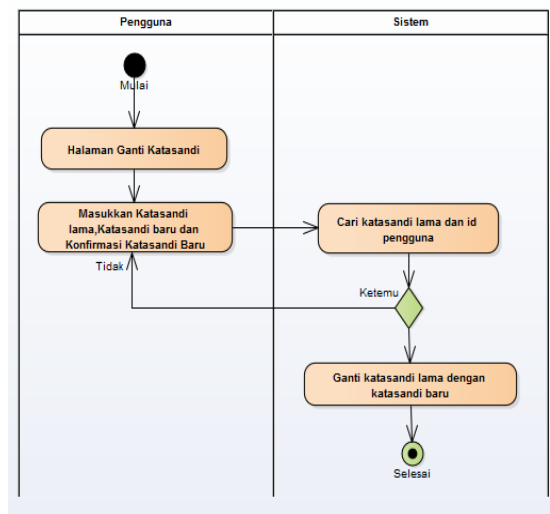 Pengguna
Sistem
Mulai
Halaman Ganti Katasandi
Masukkan Katasandi
lama,Katasandi baru dan
Konfirmasi Katasandi Baru
Cari katasandi lama dan id
pengguna
Tidak
Ketemu
Ganti katasandi lama dengan
katasandi baru
Selesai